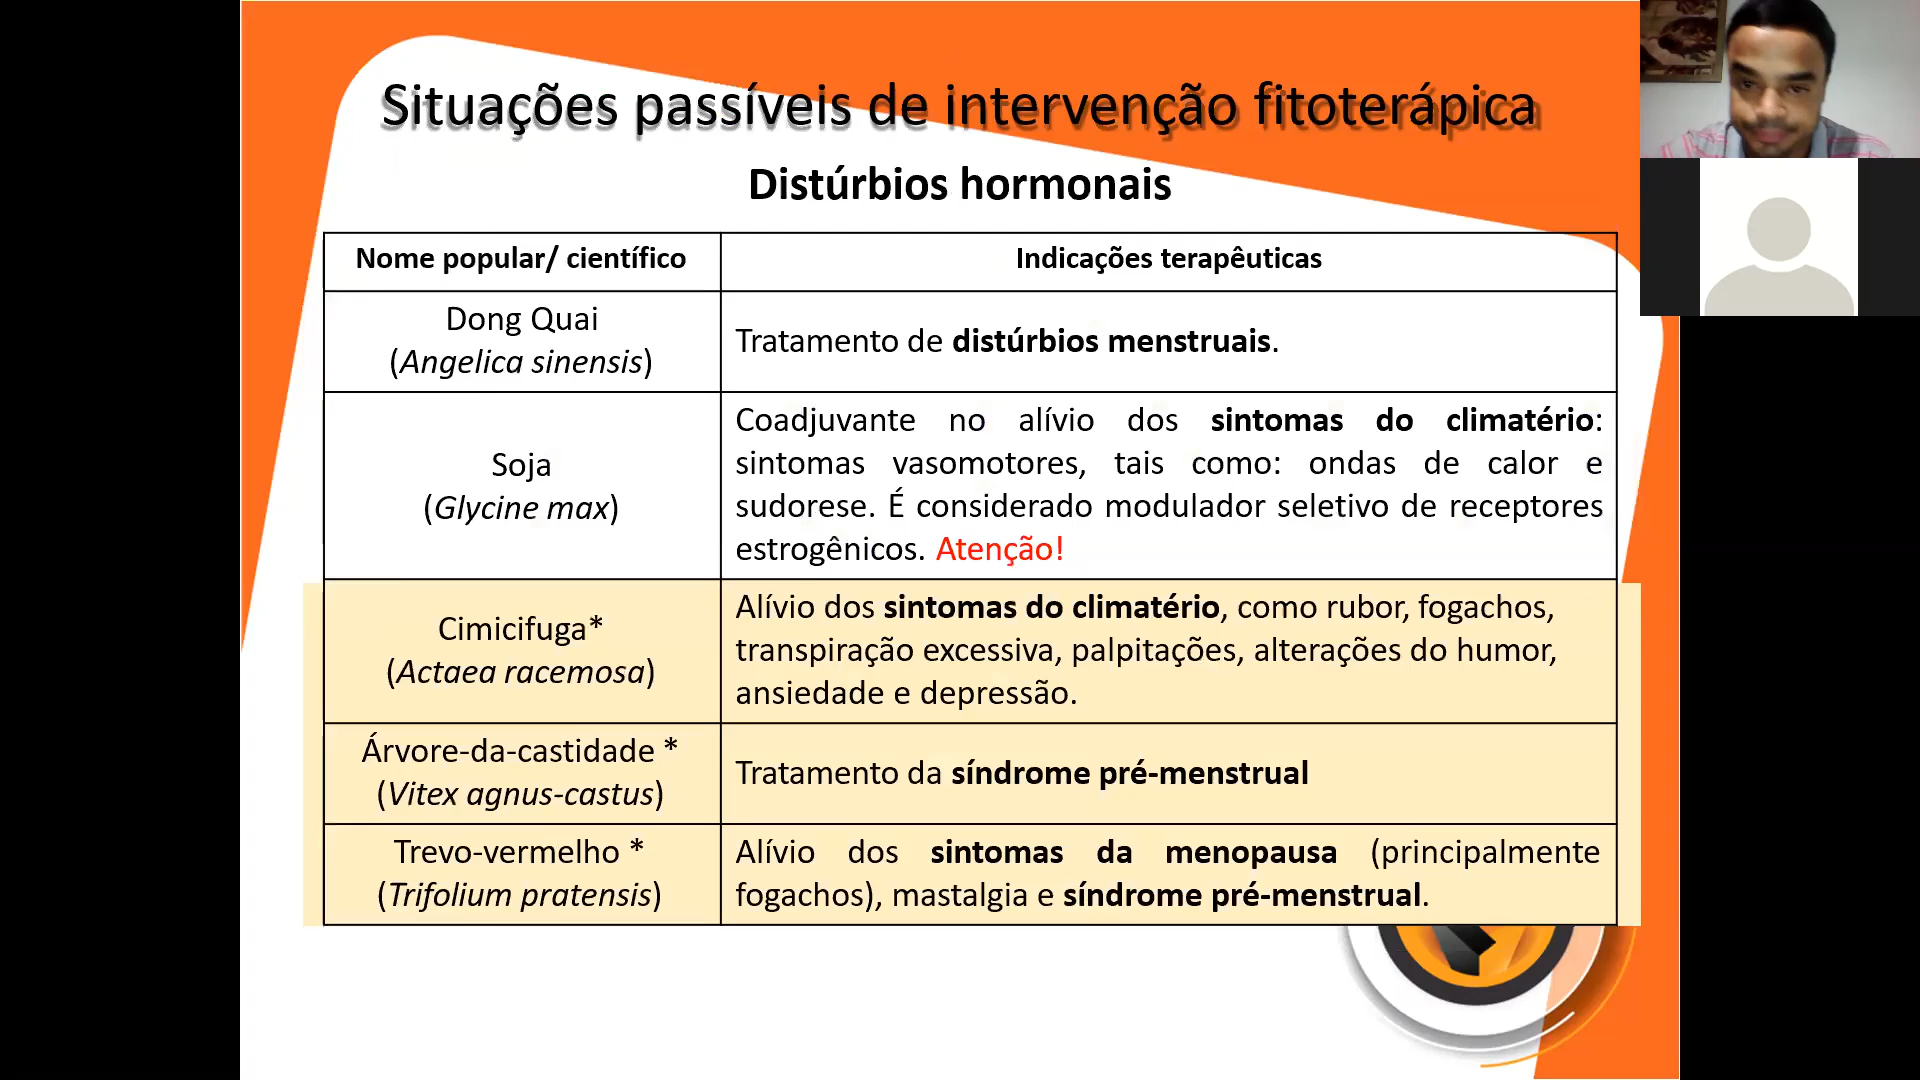 Situações passíveis de intervenção fitoterápica
Distúrbios hormonais
Nome popular/ científico
Indicações terapêuticas
Dong Quai
(Angelica sinensis)
Tratamento de distúrbios menstruais.
Soja
(Glycine max)
Coadjuvante no alívio dos sintomas do climatério:
sintomas vasomotores, tais como: ondas de calor e
sudorese. É considerado modulador seletivo de receptores
estrogênicos. Atenção!
Cimicifuga*
(Actaea racemosa)
Alívio dos sintomas do climatério, como rubor, fogachos,
transpiração excessiva, palpitações, alterações do humor,
ansiedade e depressão.
Árvore-da-castidade *
(Vitex agnus-castus)
Tratamento da síndrome pré-menstrual
Trevo-vermelho *
(Trifolium pratensis)
Alívio dos sintomas da menopausa (principalmente
fogachos), mastalgia e síndrome pré-menstrual.